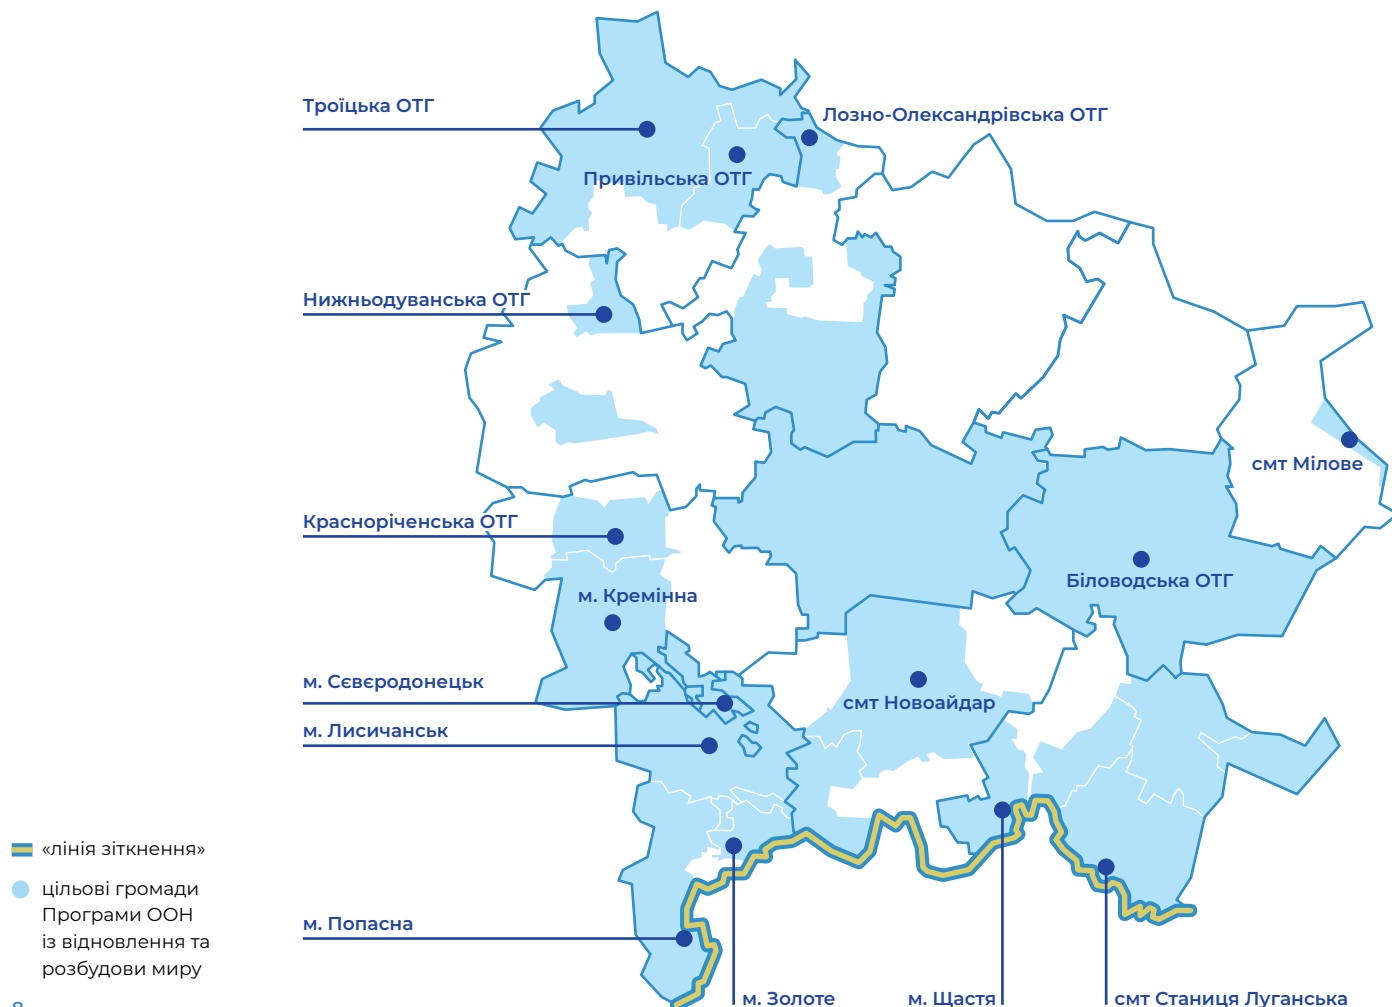 Троїцька ОТГ
Лозно-Олександрівська ОТГ
Привільська ОТГ
Нижньодуванська ОТГ
смт Мілове
Красноріченська ОТГ
Біловодська ОТГ
м. Кремінна
м. Сєвєродонецьк
смт Новоайдар
м. Лисичанськ
«лінія зіткнення»
цільові громади
Програми ООН
із відновлення та
розбудови миру
м. Попасна
м. Золоте
м. Щастя
смт Станиця Луганська